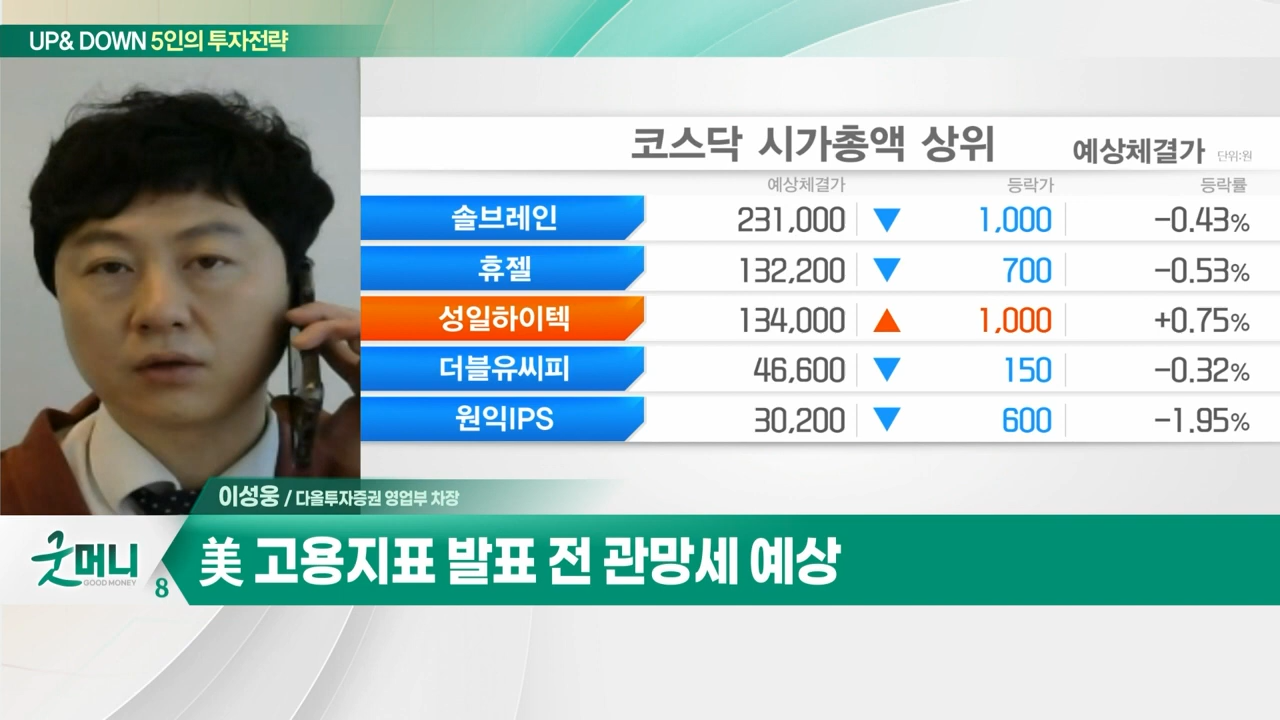 UP& DOWN 5인의 투자전략
코스닥 시가총액 상위 예상체결가 단위:원
예상체결가 등락가 등락률
솔브레인 231,000 ▼ 1,000 -0.43%
휴젤 132,200 ▼ 700 -0.53%
성일하이텍 134,000 ▲ 1,000 +0.75%
더블유씨피 46,600 ▼ 150 -0.32%
원익IPS 30,200 ▼ 600 -1.95%
이성웅 / 다올투자증권 영업부 차장
굿머니
GOOD MONEY
8
美 고용지표 발표 전 관망세 예상